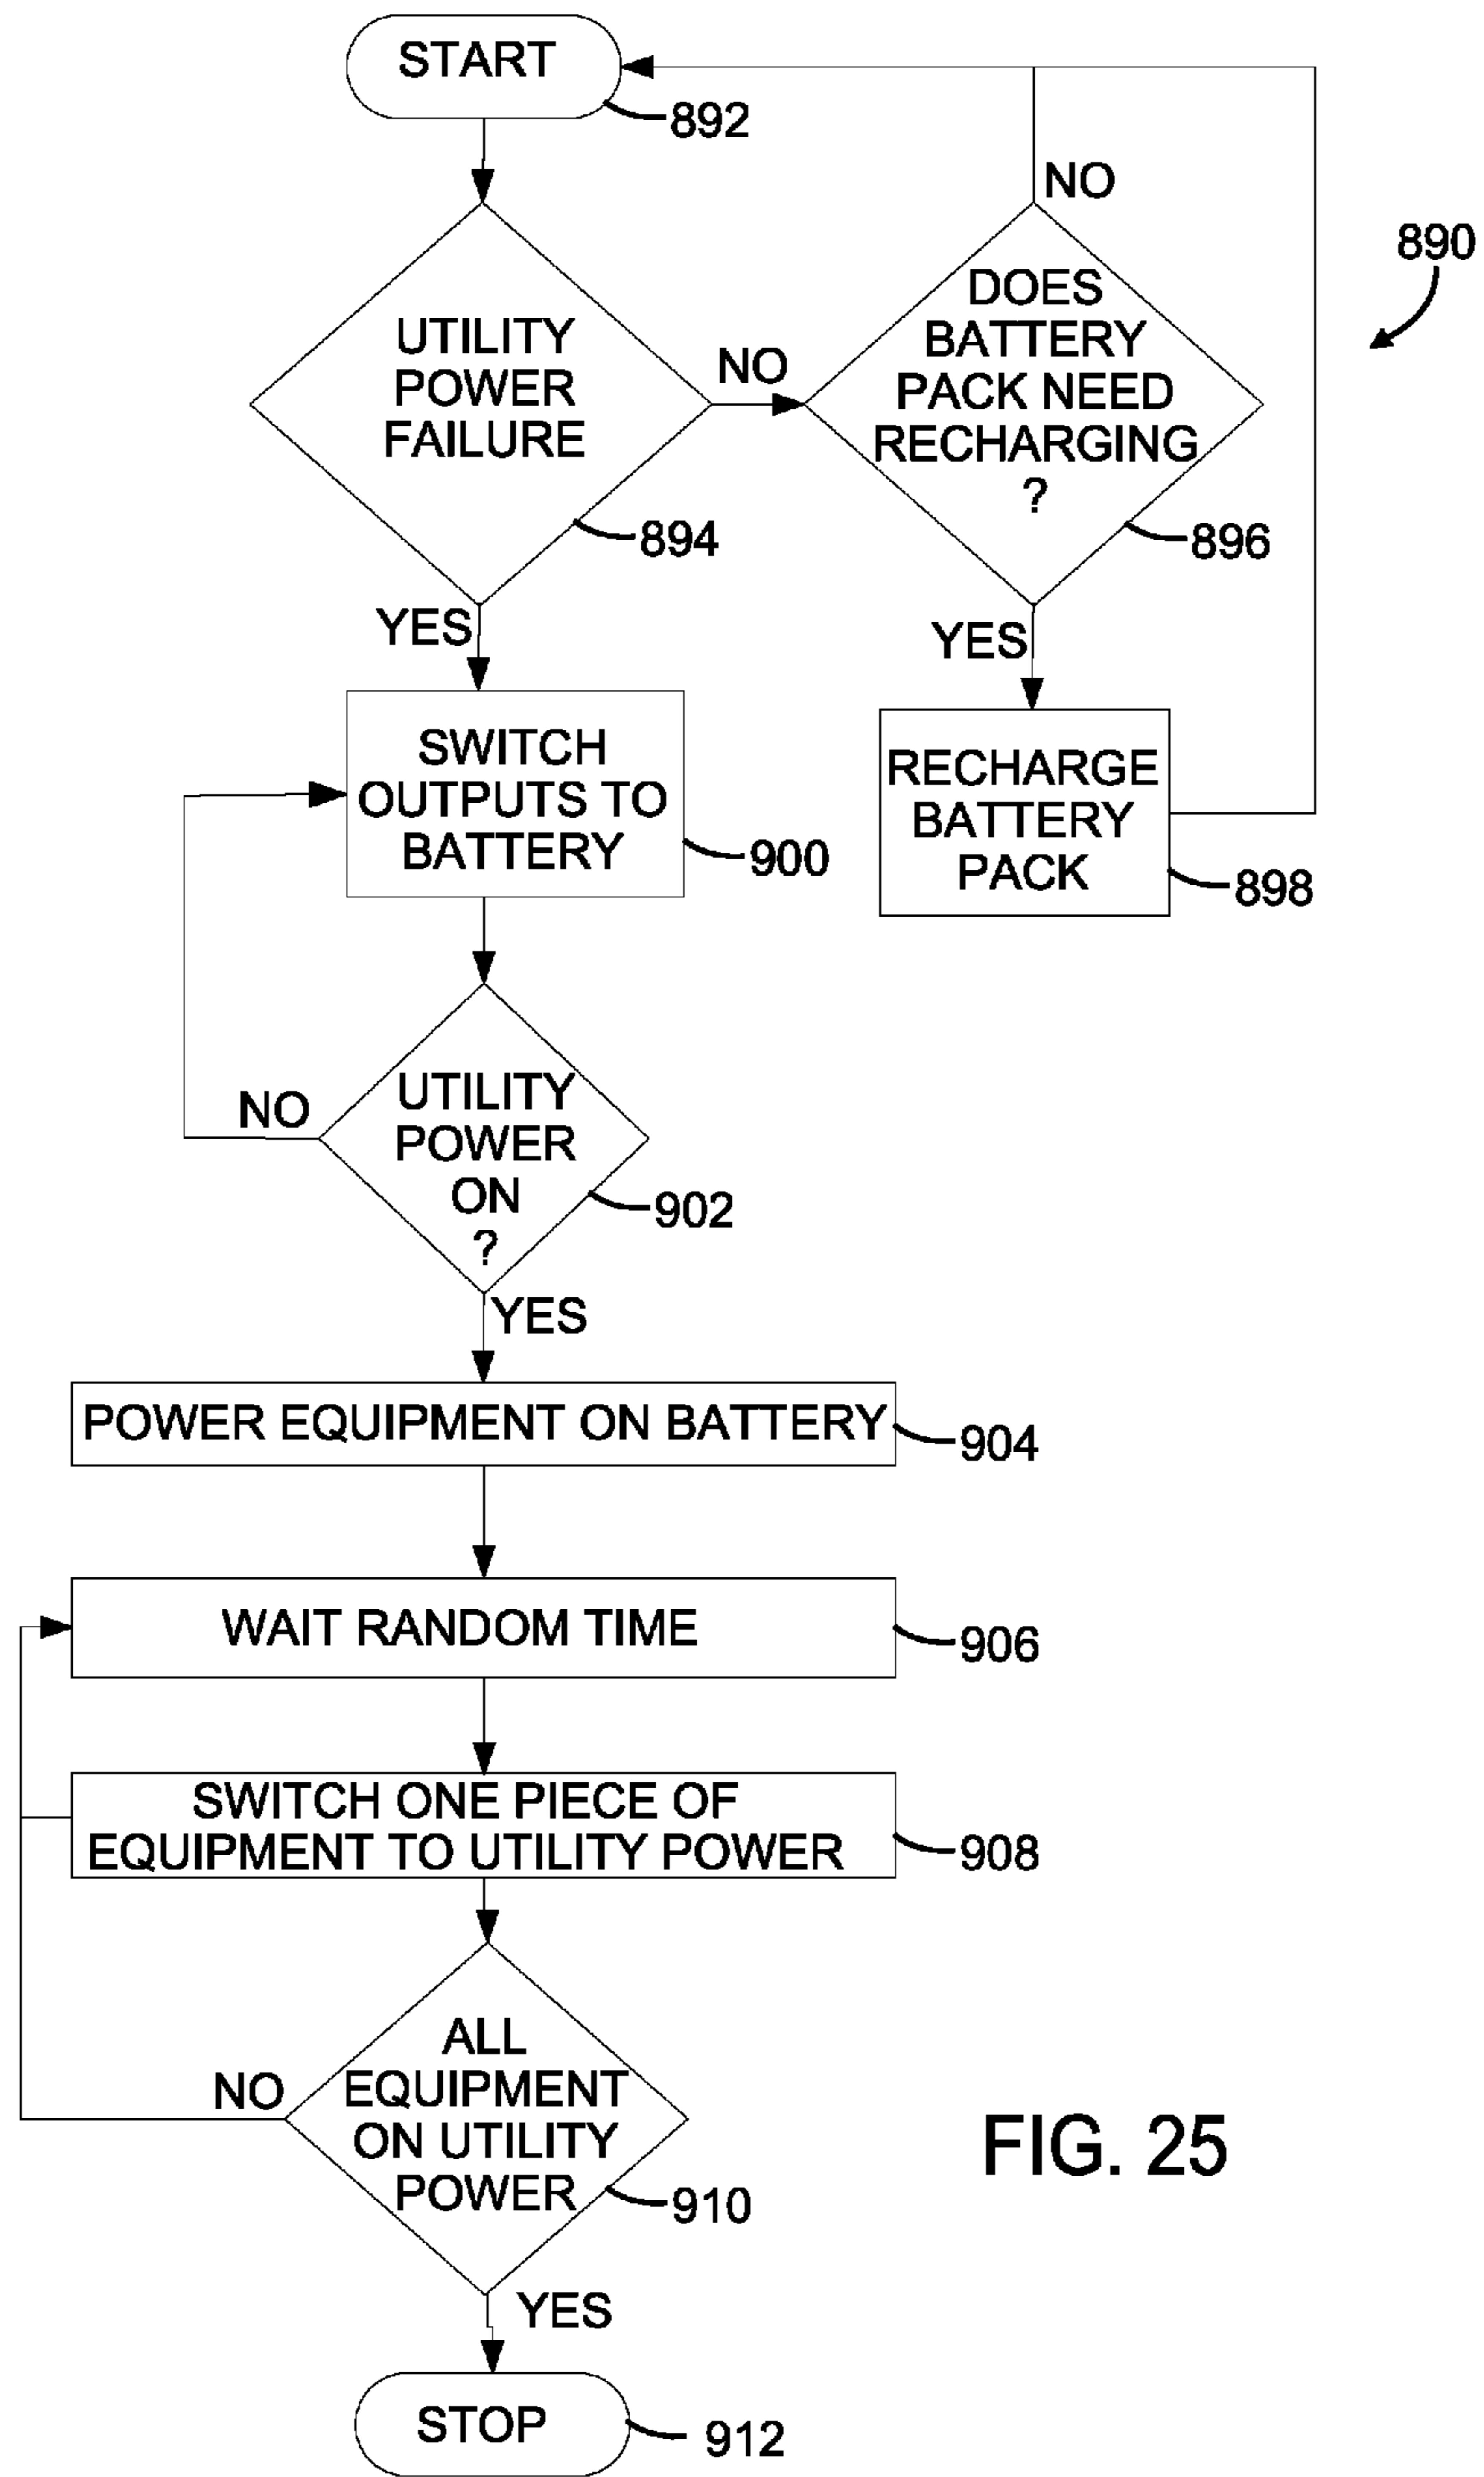 START
892
NO
890
UTILITY
POWER
FAILURE
894
NO
DOES
BATTERY
PACK NEED
RECHARGING
?
896
YES
YES
SWITCH
OUTPUTS TO
BATTERY
900
RECHARGE
BATTERY
PACK
898
NO
UTILITY
POWER
ON
?
902
YES
POWER EQUIPMENT ON BATTERY
904
WAIT RANDOM TIME
906
SWITCH ONE PIECE OF
EQUIPMENT TO UTILITY POWER
908
NO
ALL
EQUIPMENT
ON UTILITY
POWER
910
FIG. 25
YES
STOP
912